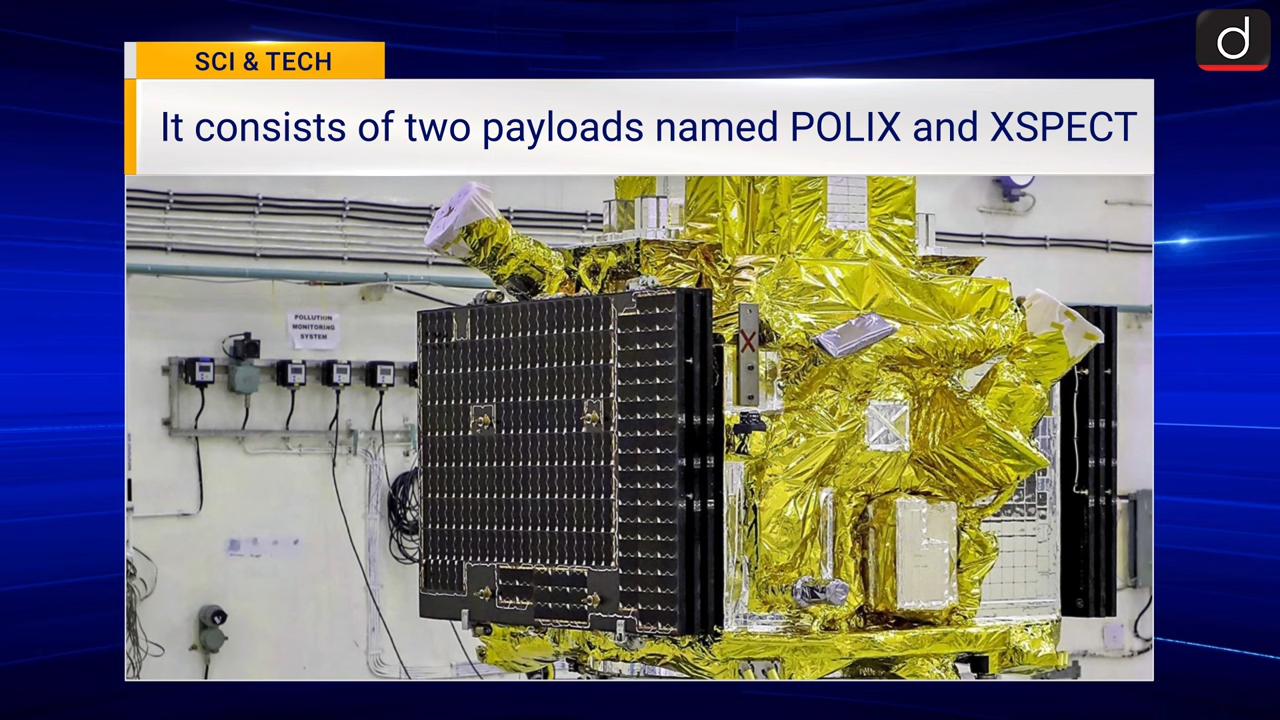 d
SCI & TECH
It consists of two payloads named POLIX and XSPECT
POLLUTION
MONITORING
SYSTEM
X